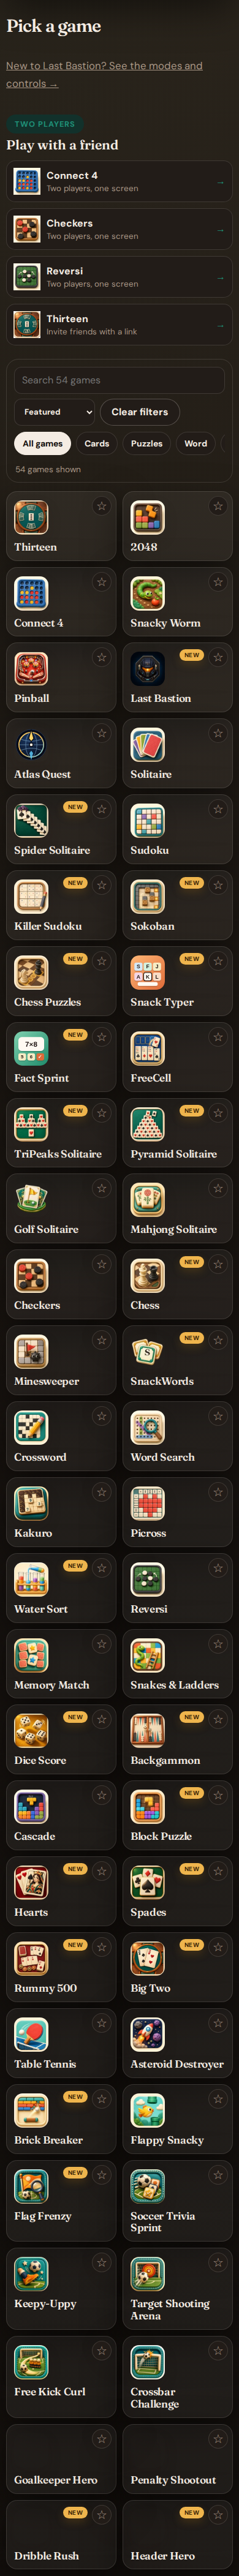 Pick a game
New to Last Bastion? See the modes and
controls →
TWO PLAYERS
Play with a friend
Connect 4
Two players, one screen
→
Checkers
Two players, one screen
→
Reversi
Two players, one screen
→
Thirteen
Invite friends with a link
→
Search 54 games
Featured
Clear filters
All games
Cards
Puzzles
Word
54 games shown
Thirteen
2048
Connect 4
Snacky Worm
Pinball
NEW
Last Bastion
Atlas Quest
Solitaire
NEW
Spider Solitaire
Sudoku
NEW
Killer Sudoku
NEW
Sokoban
NEW
Chess Puzzles
S F J
A K L
NEW
Snack Typer
7×8
NEW
Fact Sprint
FreeCell
NEW
TriPeaks Solitaire
NEW
Pyramid Solitaire
Golf Solitaire
Mahjong Solitaire
Checkers
NEW
Chess
Minesweeper
S
NEW
SnackWords
Crossword
Word Search
Kakuro
Picross
NEW
Water Sort
Reversi
Memory Match
Snakes & Ladders
NEW
Dice Score
NEW
Backgammon
Cascade
NEW
Block Puzzle
NEW
Hearts
NEW
Spades
NEW
Rummy 500
NEW
Big Two
Table Tennis
Asteroid Destroyer
NEW
Brick Breaker
Flappy Snacky
NEW
Flag Frenzy
Soccer Trivia
Sprint
Keepy-Uppy
Target Shooting
Arena
Free Kick Curl
Crossbar
Challenge
Goalkeeper Hero
Penalty Shootout
NEW
Dribble Rush
NEW
Header Hero